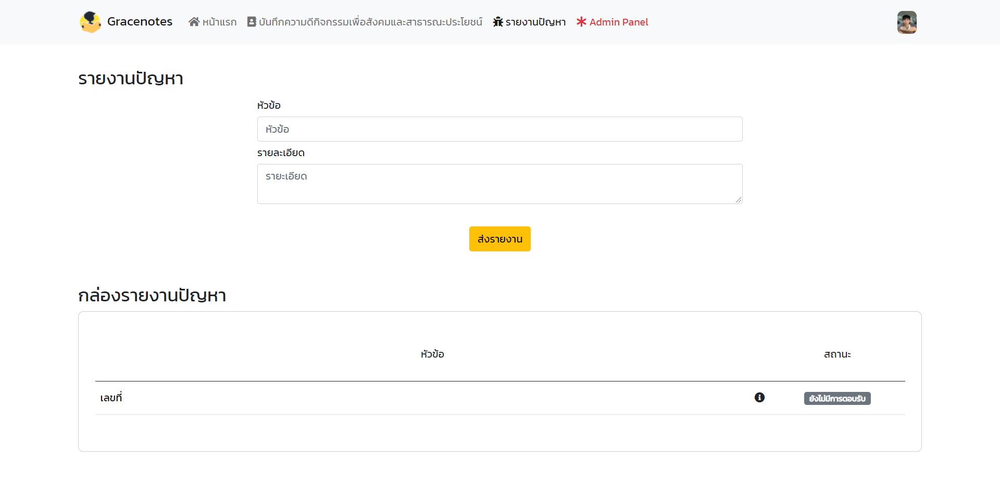 Gracenotes หน้าแรก บันทึกความดีกิจกรรมเพื่อสังคมและสาธารณะประโยชน์ รายงานปัญหา Admin Panel
รายงานปัญหา
หัวข้อ
หัวข้อ
รายละเอียด
รายะเอียด
ส่งรายงาน
กล่องรายงานปัญหา
หัวข้อ สถานะ
เลขที่ ยังไม่มีการตอบรับ